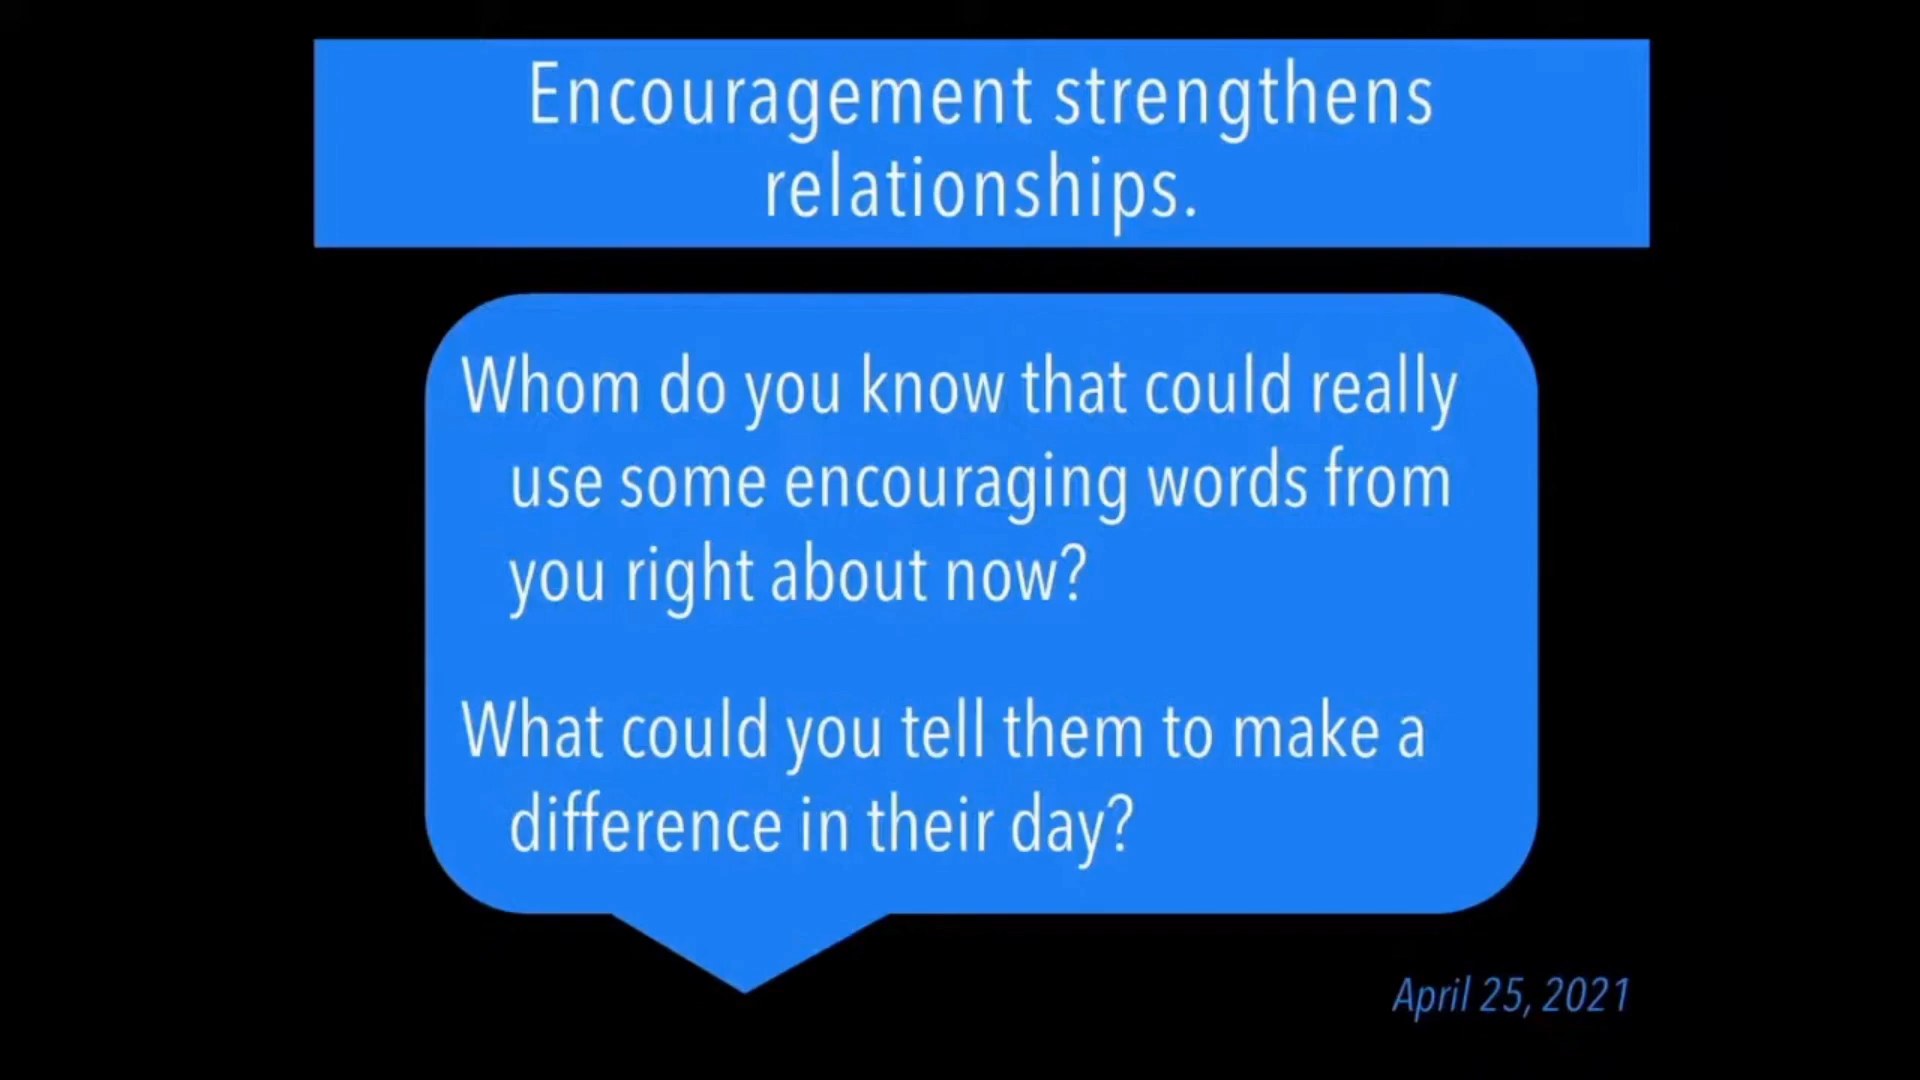 Encouragement strengthens
relationships.
Whom do you know that could really
use some encouraging words from
you right about now?
What could you tell them to make a
difference in their day?
April 25, 2021